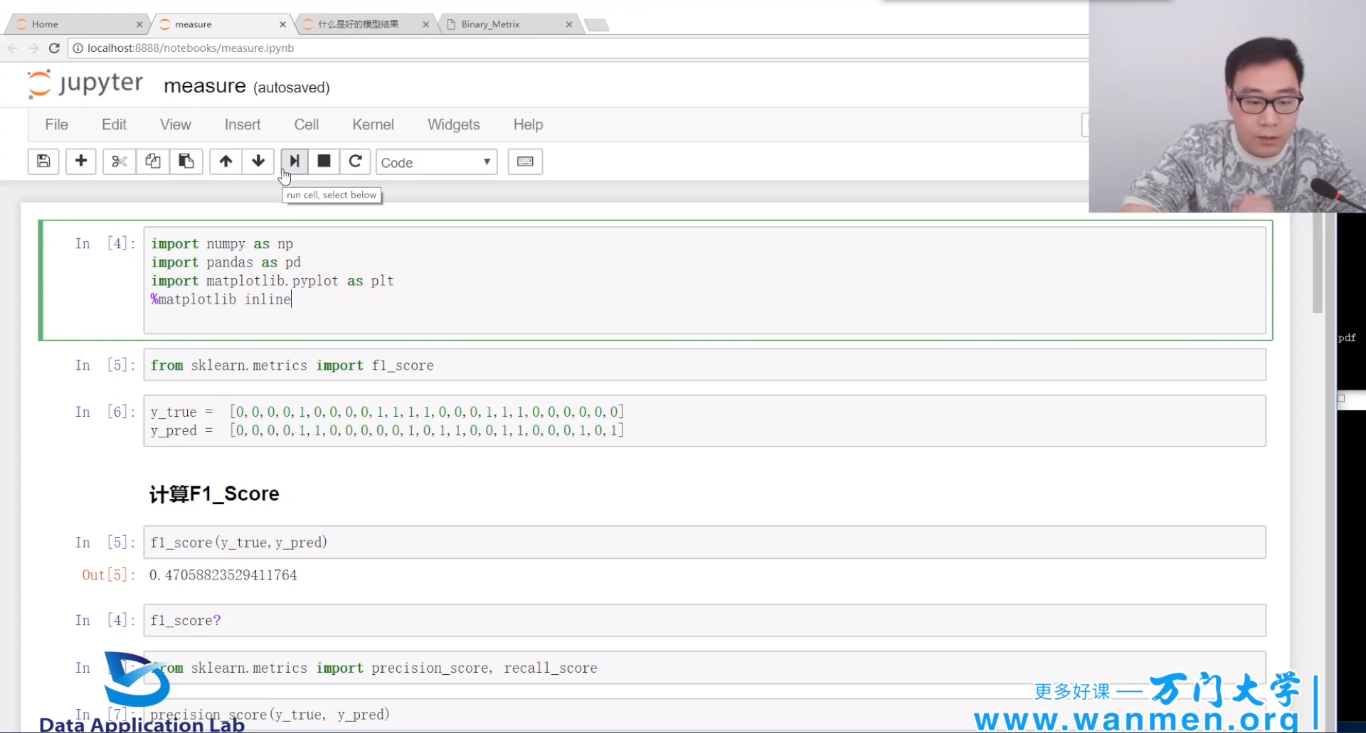 Home
measure
什么是好的模型结果
Binary_Metrix
localhost:8888/notebooks/measure.ipynb
jupyter measure (autosaved)
File Edit View Insert Cell Kernel Widgets Help
Code
run cell, select below
In [4]: import numpy as np
import pandas as pd
import matplotlib.pyplot as plt
%matplotlib inline
In [5]: from sklearn.metrics import f1_score
In [6]: y_true = [0,0,0,0,1,0,0,0,0,1,1,1,1,0,0,0,1,1,1,0,0,0,0,0,0]
y_pred = [0,0,0,0,1,1,0,0,0,0,0,1,0,1,1,0,0,1,1,0,0,0,1,0,1]
计算F1_Score
In [5]: f1_score(y_true,y_pred)
Out[5]: 0.47058823529411764
In [4]: f1_score?
In from sklearn.metrics import precision_score, recall_score
In [7]: precision_score(y_true, y_pred)
pdf
Data Application Lab
更多好课 — 万门大学
www.wanmen.org